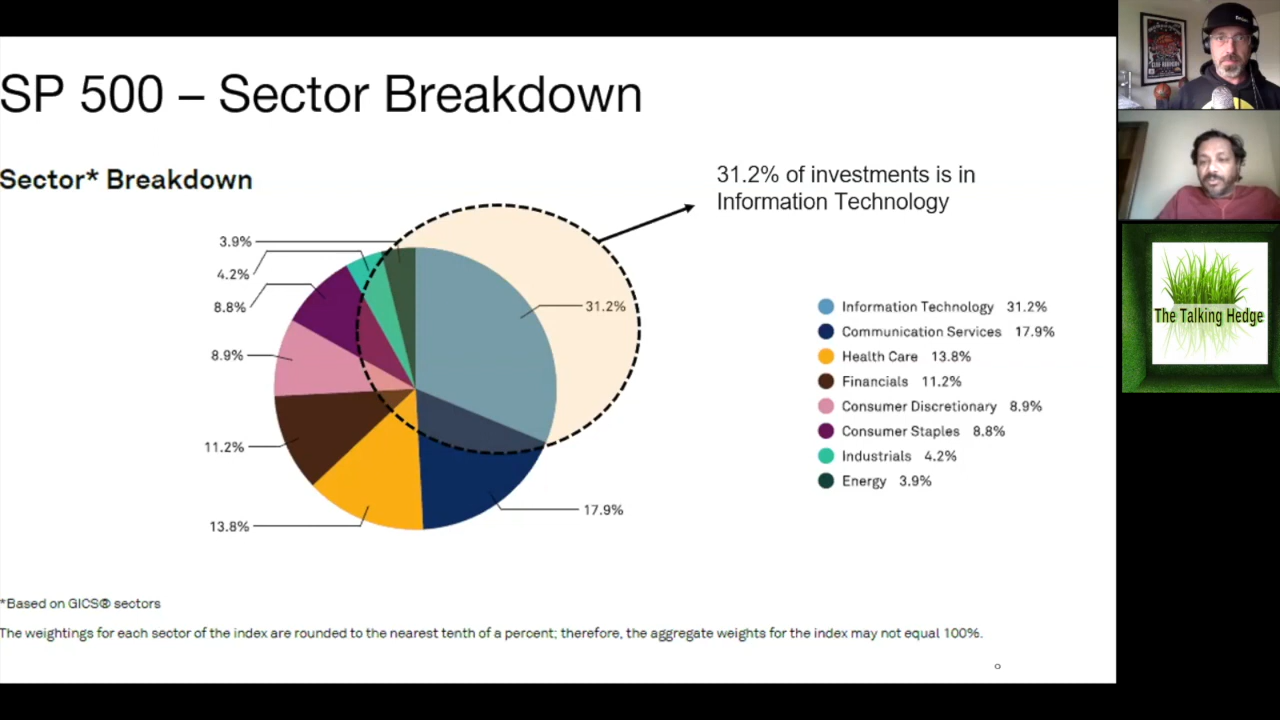 SP 500 – Sector Breakdown
Sector* Breakdown
31.2% of investments is in
Information Technology
3.9%
4.2%
8.8%
8.9%
11.2%
13.8%
31.2%
17.9%
Information Technology 31.2%
Communication Services 17.9%
Health Care 13.8%
Financials 11.2%
Consumer Discretionary 8.9%
Consumer Staples 8.8%
Industrials 4.2%
Energy 3.9%
*Based on GICS® sectors
The weightings for each sector of the index are rounded to the nearest tenth of a percent; therefore, the aggregate weights for the index may not equal 100%.
The Talking Hedge